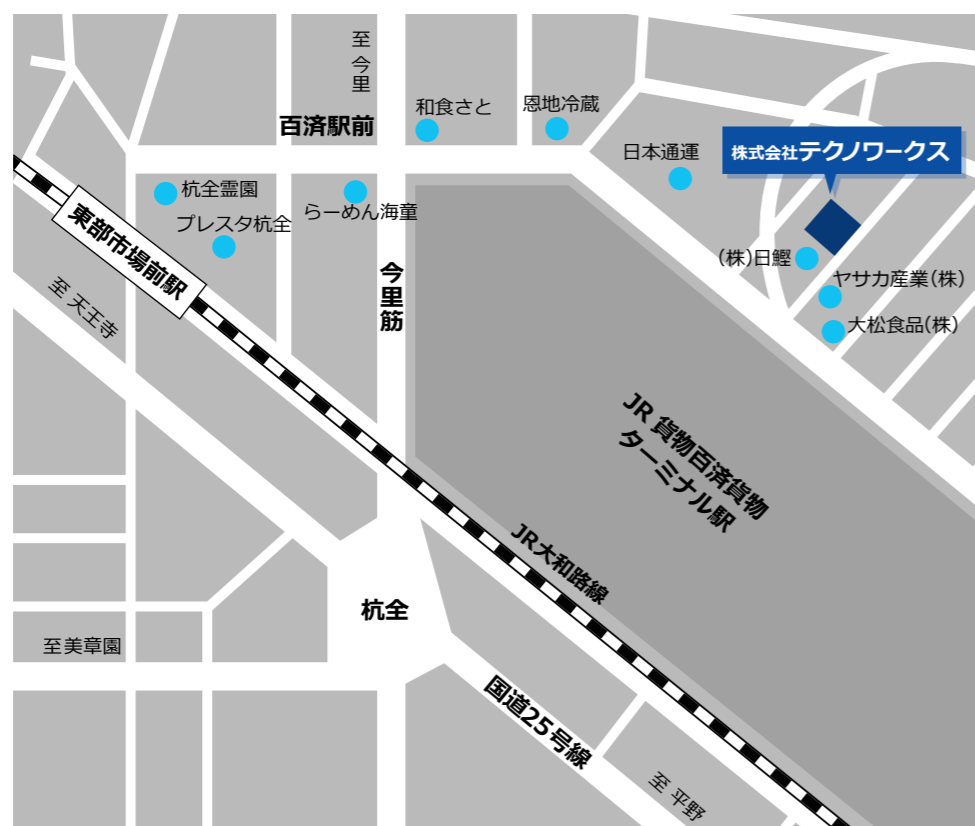 至 今里
百済駅前
和食さと
恩地冷蔵
日本通運
株式会社テクノワークス
杭全霊園
らーめん海童
プレスタ杭全
東部市場前駅
至 天王寺
今里筋
(株)日鰹
ヤサカ産業(株)
大松食品(株)
JR 貨物百済貨物
ターミナル駅
JR大和路線
杭全
至美章園
国道25号線
至 平野